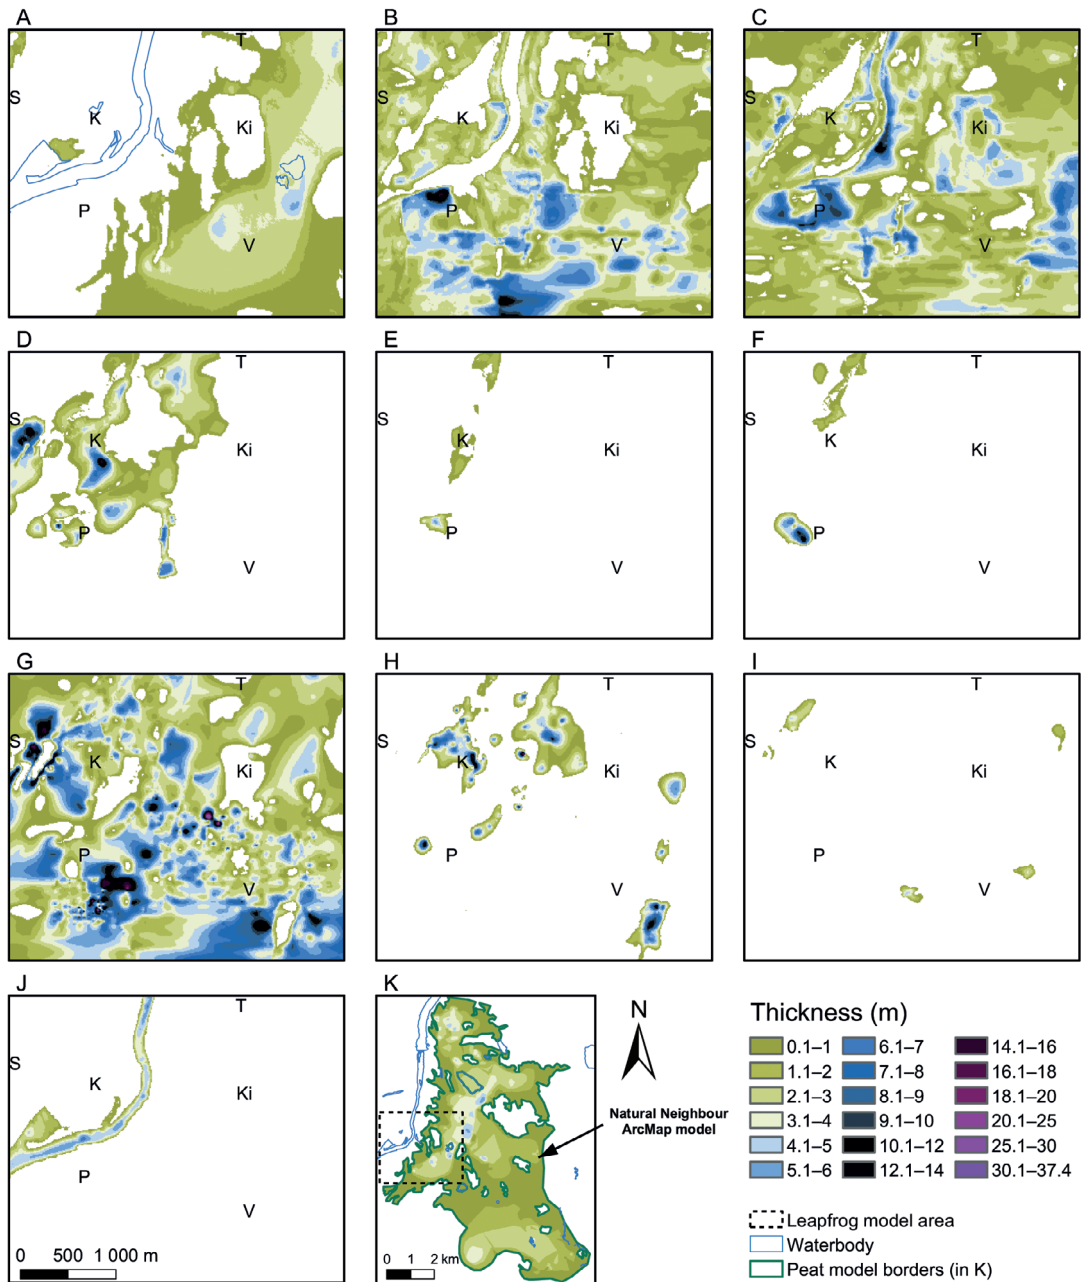 A
B
C
T
T
T
S
S
S
K
K
K
Ki
Ki
Ki
P
P
P
V
V
V
D
E
F
T
T
T
S
S
S
K
K
K
Ki
Ki
Ki
P
P
P
V
V
V
G
H
I
T
T
T
S
S
S
K
K
K
Ki
Ki
Ki
P
P
P
V
V
V
J
K
T
S
K
Ki
P
V
0 500 1 000 m
0 1 2 km
N
Natural Neighbour
ArcMap model
Thickness (m)
0.1–1
1.1–2
2.1–3
3.1–4
4.1–5
5.1–6
6.1–7
7.1–8
8.1–9
9.1–10
10.1–12
12.1–14
14.1–16
16.1–18
18.1–20
20.1–25
25.1–30
30.1–37.4
Leapfrog model area
Waterbody
Peat model borders (in K)